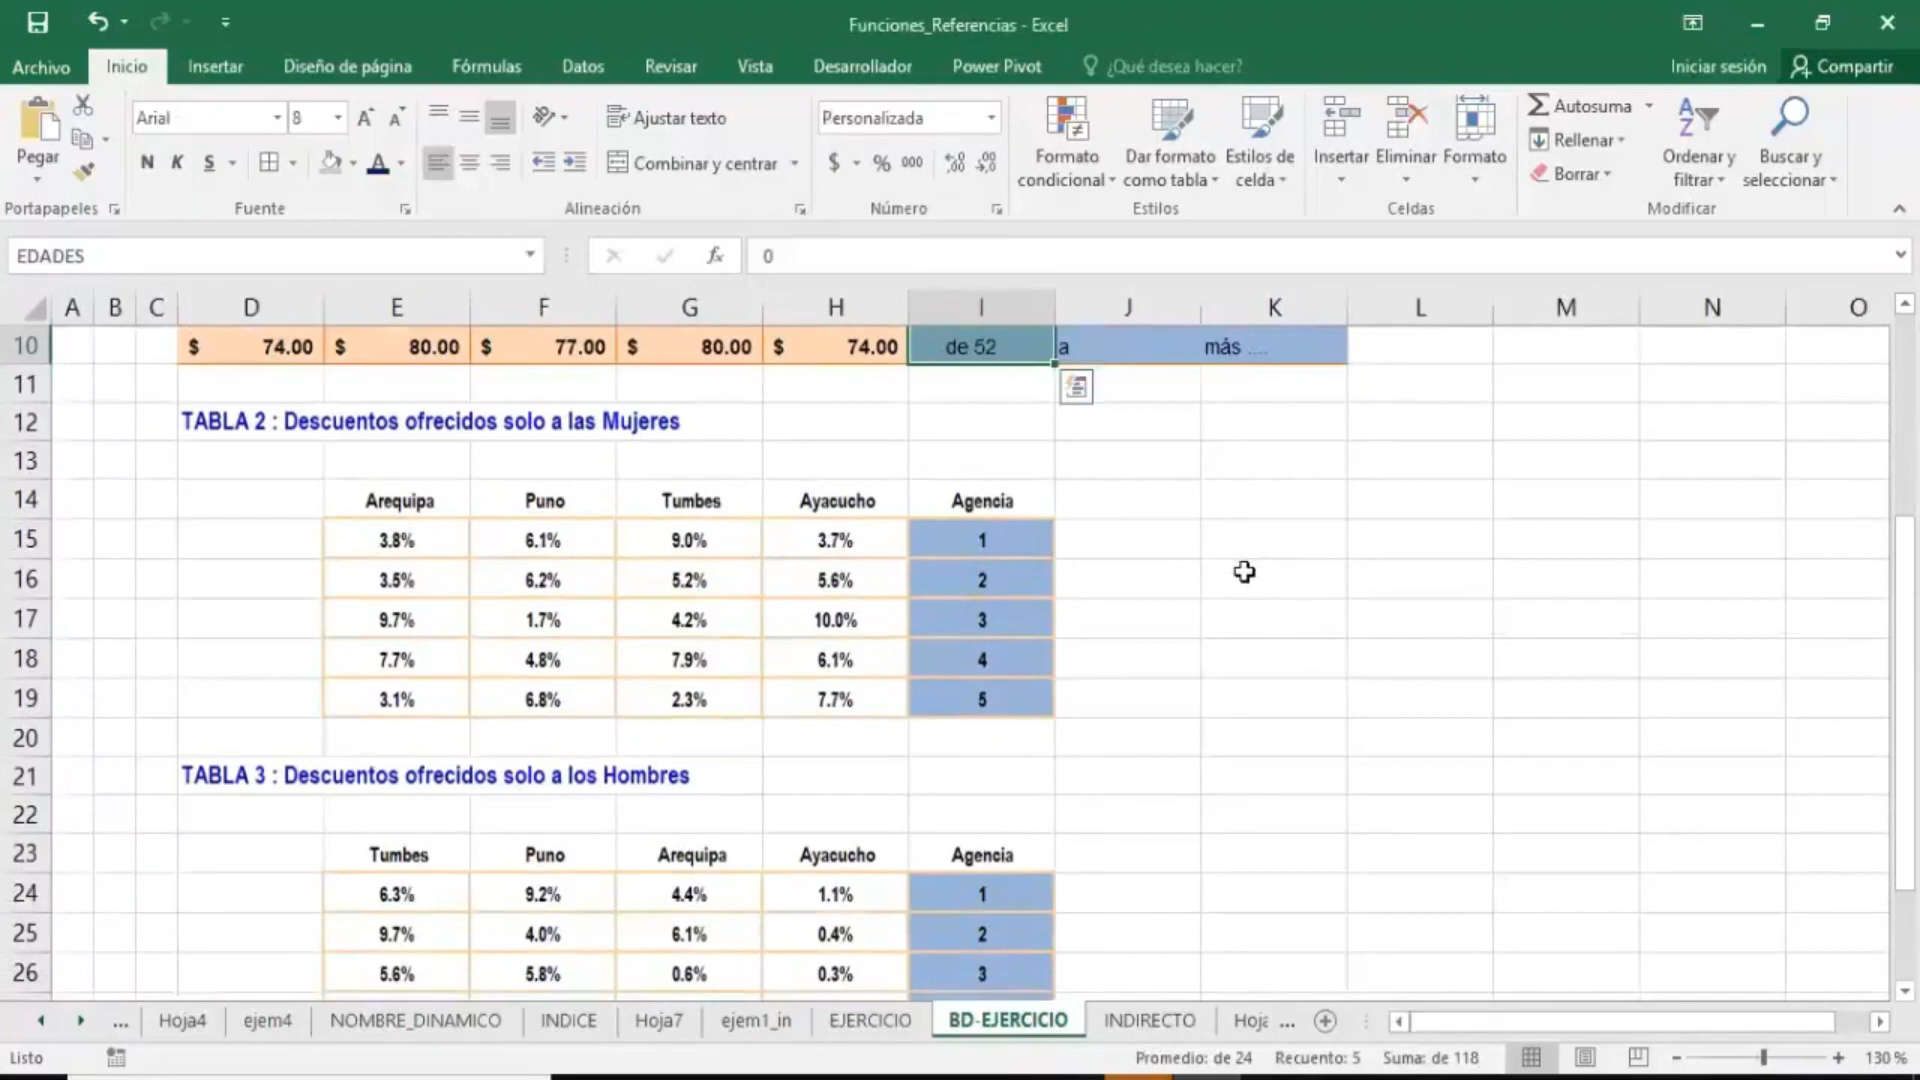 Funciones_Referencias - Excel
Archivo Inicio Insertar Diseño de página Fórmulas Datos Revisar Vista Desarrollador Power Pivot ¿Qué desea hacer? Iniciar sesión Compartir
Pegar
Portapapeles
Arial 8
N K S
Fuente
Ajustar texto
Combinar y centrar
Alineación
Personalizada
$ % 000
Número
Formato condicional
Dar formato como tabla
Estilos de celda
Estilos
Insertar Eliminar Formato
Celdas
Autosuma
Rellenar
Borrar
Ordenar y filtrar
Buscar y seleccionar
Modificar
EDADES fx 0
A B C D E F G H I J K L M N O
10 $ 74.00 $ 80.00 $ 77.00 $ 80.00 $ 74.00 de 52 a más ....
11
12 TABLA 2 : Descuentos ofrecidos solo a las Mujeres
13
14 Arequipa Puno Tumbes Ayacucho Agencia
15 3.8% 6.1% 9.0% 3.7% 1
16 3.5% 6.2% 5.2% 5.6% 2
17 9.7% 1.7% 4.2% 10.0% 3
18 7.7% 4.8% 7.9% 6.1% 4
19 3.1% 6.8% 2.3% 7.7% 5
20
21 TABLA 3 : Descuentos ofrecidos solo a los Hombres
22
23 Tumbes Puno Arequipa Ayacucho Agencia
24 6.3% 9.2% 4.4% 1.1% 1
25 9.7% 4.0% 6.1% 0.4% 2
26 5.6% 5.8% 0.6% 0.3% 3
... Hoja4 ejem4 NOMBRE_DINAMICO INDICE Hoja7 ejem1_in EJERCICIO BD-EJERCICIO INDIRECTO Hoja ...
Listo Promedio: de 24 Recuento: 5 Suma: de 118 130 %